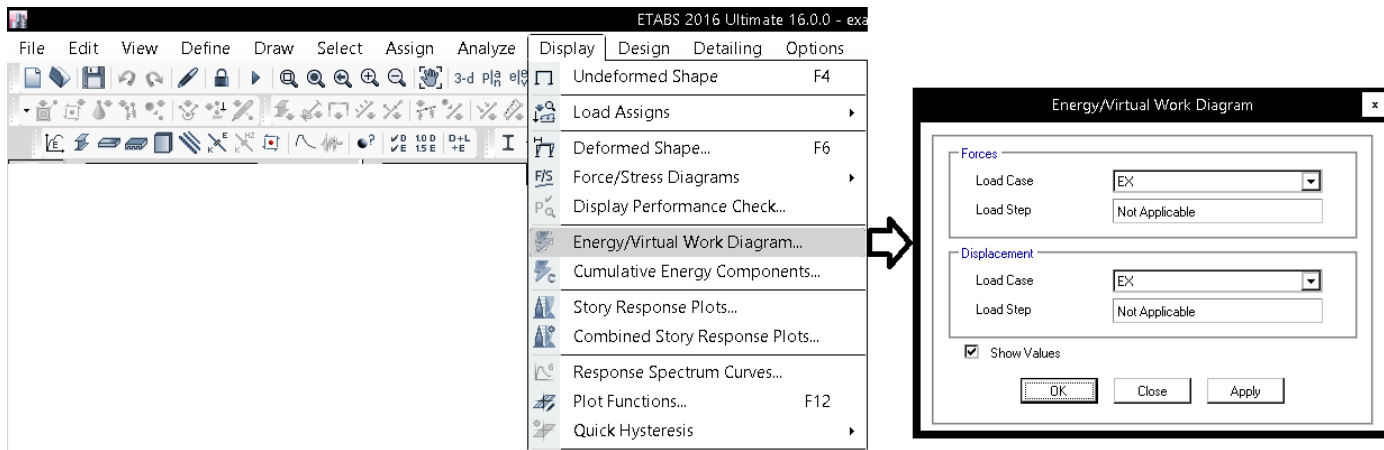 ETABS 2016 Ultimate 16.0.0 - exa
File Edit View Define Draw Select Assign Analyze Display Design Detailing Options
3-d
Undeformed Shape F4
Load Assigns
Deformed Shape... F6
F/S Force/Stress Diagrams
Display Performance Check...
Energy/Virtual Work Diagram...
Cumulative Energy Components...
Story Response Plots...
Combined Story Response Plots...
Response Spectrum Curves...
Plot Functions... F12
Quick Hysteresis
Energy/Virtual Work Diagram x
Forces
Load Case EX
Load Step Not Applicable
Displacement
Load Case EX
Load Step Not Applicable
Show Values
OK Close Apply